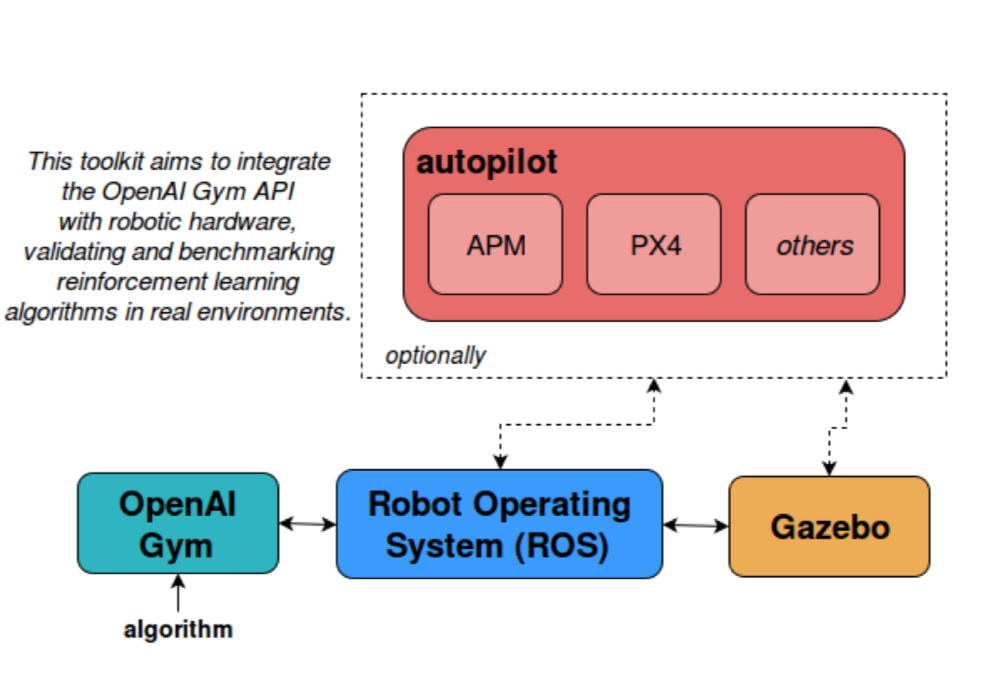 This toolkit aims to integrate
the OpenAI Gym API
with robotic hardware,
validating and benchmarking
reinforcement learning
algorithms in real environments.
autopilot
APM
PX4
others
optionally
OpenAI
Gym
Robot Operating
System (ROS)
Gazebo
algorithm